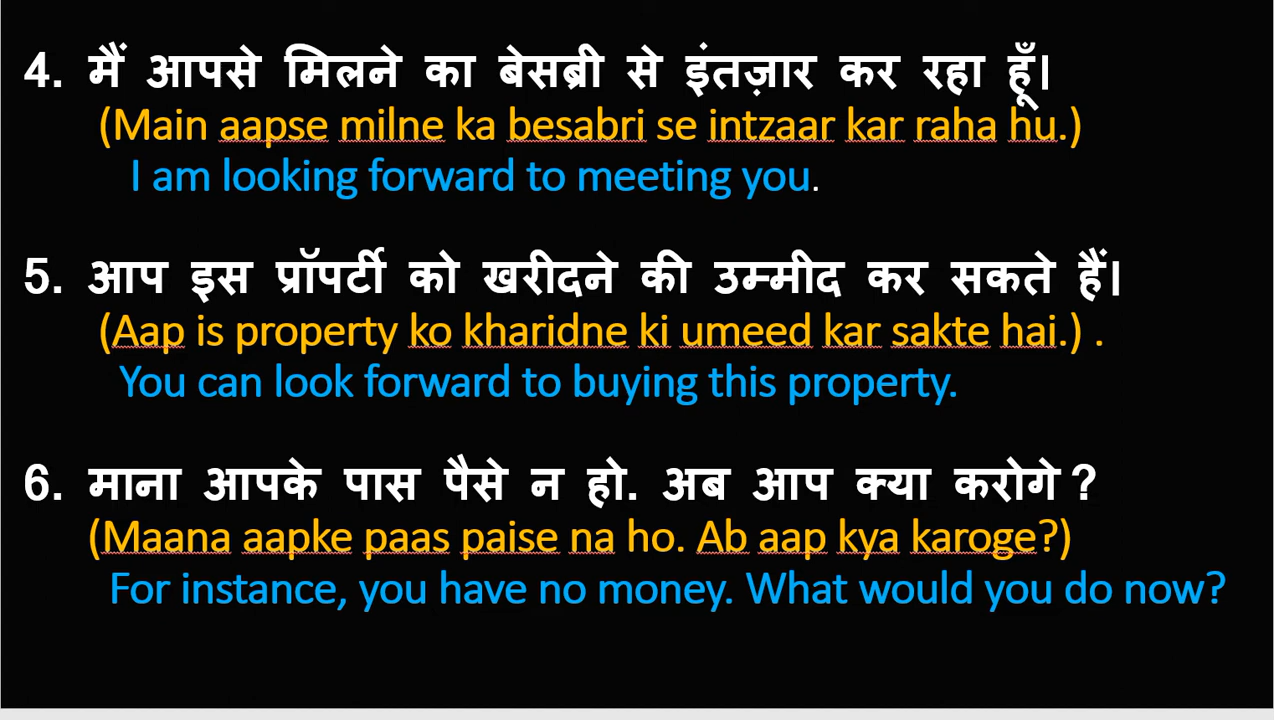 4. मैं आपसे मिलने का बेसब्री से इंतज़ार कर रहा हूँ।
(Main aapse milne ka besabri se intzaar kar raha hu.)
I am looking forward to meeting you.
5. आप इस प्रॉपर्टी को खरीदने की उम्मीद कर सकते हैं।
(Aap is property ko kharidne ki umeed kar sakte hai.) .
You can look forward to buying this property.
6. माना आपके पास पैसे न हो. अब आप क्या करोगे ?
(Maana aapke paas paise na ho. Ab aap kya karoge?)
For instance, you have no money. What would you do now?